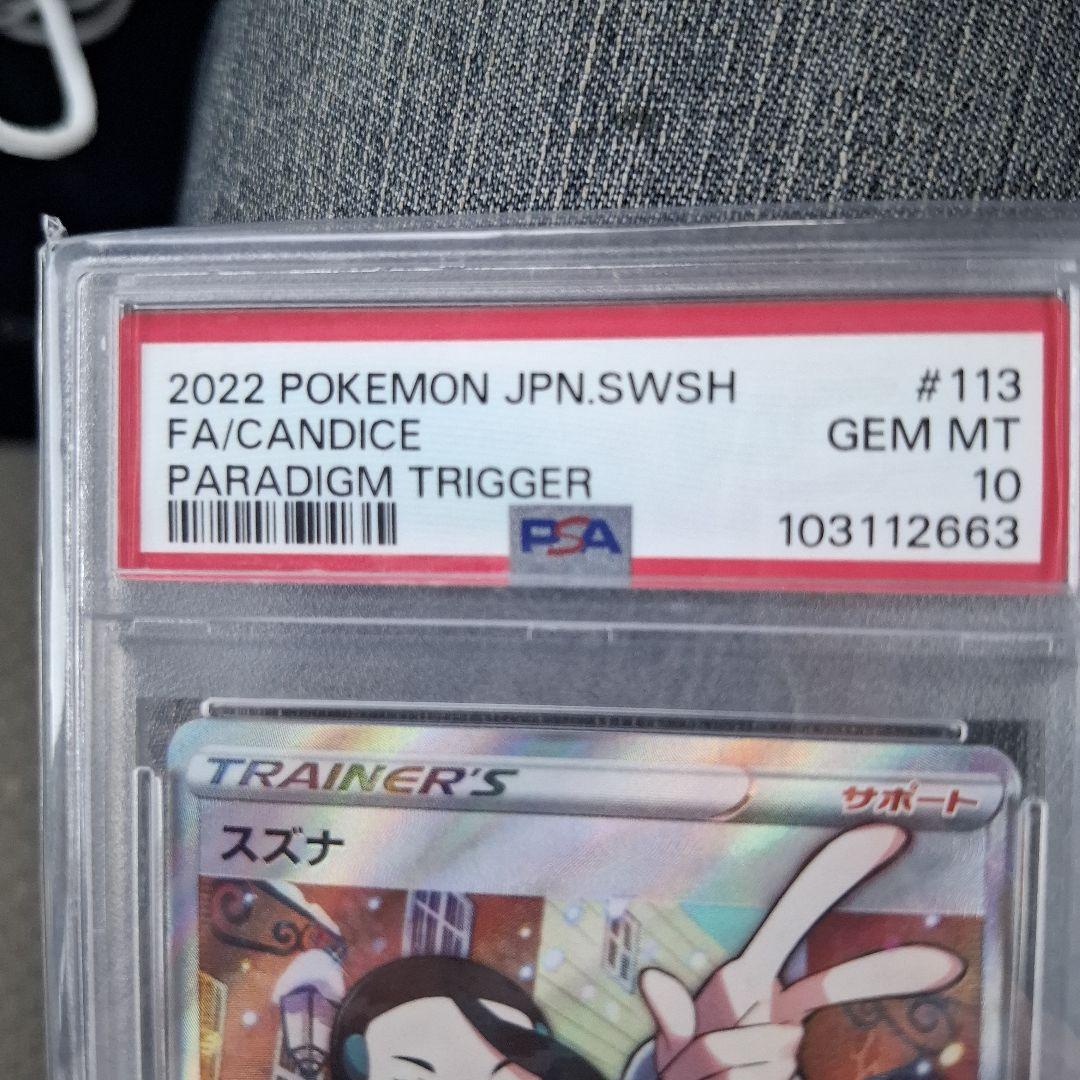 2022 POKEMON JPN.SWSH #113
FA/CANDICE GEM MT
PARADIGM TRIGGER 10
PSA 103112663
TRAINER'S サポート
スズナ